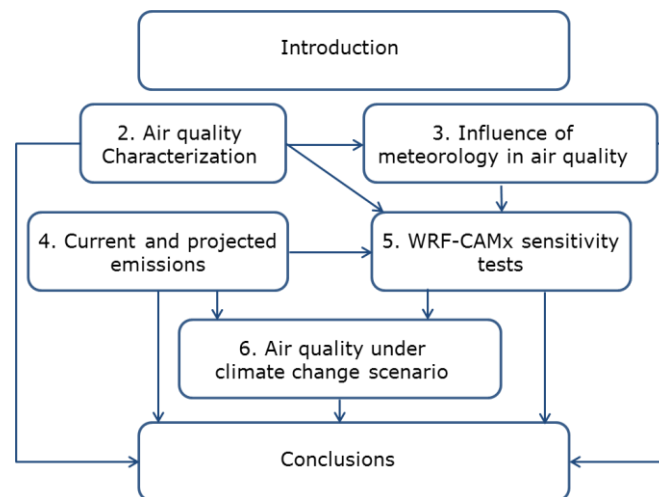 Introduction
2. Air quality
Characterization
3. Influence of
meteorology in air quality
4. Current and projected
emissions
5. WRF-CAMx sensitivity
tests
6. Air quality under
climate change scenario
Conclusions